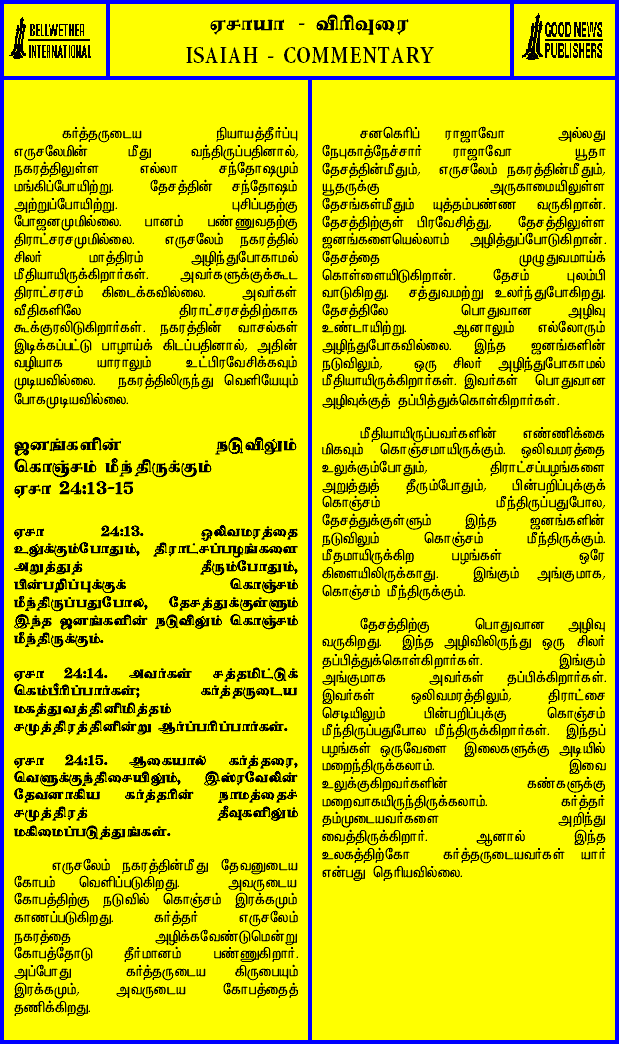 BELLWETHER
INTERNATIONAL
ஏசாயா - விரிவுரை
ISAIAH - COMMENTARY
GOOD NEWS
PUBLISHERS
கர்த்தருடைய நியாயத்தீர்ப்பு
எருசலேமின் மீது வந்திருப்பதினால்,
நகரத்திலுள்ள எல்லா சந்தோஷமும்
மங்கிப்போயிற்று. தேசத்தின் சந்தோஷம்
அற்றுப்போயிற்று. புசிப்பதற்கு
போஜனமுமில்லை. பானம் பண்ணுவதற்கு
திராட்சரசமுமில்லை. எருசலேம் நகரத்தில்
சிலர் மாத்திரம் அழிந்துபோகாமல்
மீதியாயிருக்கிறார்கள். அவர்களுக்குக்கூட
திராட்சரசம் கிடைக்கவில்லை. அவர்கள்
வீதிகளிலே திராட்சரசத்திற்காக
கூக்குரலிடுகிறார்கள். நகரத்தின் வாசல்கள்
இடிக்கப்பட்டு பாழாய்க் கிடப்பதினால், அதின்
வழியாக யாராலும் உட்பிரவேசிக்கவும்
முடியவில்லை. நகரத்திலிருந்து வெளியேயும்
போகமுடியவில்லை.
ஜனங்களின் நடுவிலும்
கொஞ்சம் மீந்திருக்கும்
ஏசா 24:13-15
ஏசா 24:13. ஒலிவமரத்தை
உலுக்கும்போதும், திராட்சப்பழங்களை
அறுத்துத் தீரும்போதும்,
பின்பறிப்புக்குக் கொஞ்சம்
மீந்திருப்பதுபோல, தேசத்துக்குள்ளும்
இந்த ஜனங்களின் நடுவிலும் கொஞ்சம்
மீந்திருக்கும்.
ஏசா 24:14. அவர்கள் சத்தமிட்டுக்
கெம்பீரிப்பார்கள்; கர்த்தருடைய
மகத்துவத்தினிமித்தம்
சமுத்திரத்தினின்று ஆர்ப்பரிப்பார்கள்.
ஏசா 24:15. ஆகையால் கர்த்தரை,
வெளுக்குந்திசையிலும், இஸ்ரவேலின்
தேவனாகிய கர்த்தரின் நாமத்தைச்
சமுத்திரத் தீவுகளிலும்
மகிமைப்படுத்துங்கள்.
எருசலேம் நகரத்தின்மீது தேவனுடைய
கோபம் வெளிப்படுகிறது. அவருடைய
கோபத்திற்கு நடுவில் கொஞ்சம் இரக்கமும்
காணப்படுகிறது. கர்த்தர் எருசலேம்
நகரத்தை அழிக்கவேண்டுமென்று
கோபத்தோடு தீர்மானம் பண்ணுகிறார்.
அப்போது கர்த்தருடைய கிருபையும்
இரக்கமும், அவருடைய கோபத்தைத்
தணிக்கிறது.
சனகெரிப் ராஜாவோ அல்லது
நேபுகாத்நேச்சார் ராஜாவோ யூதா
தேசத்தின்மீதும், எருசலேம் நகரத்தின்மீதும்,
யூதருக்கு அருகாமையிலுள்ள
தேசங்கள்மீதும் யுத்தம்பண்ண வருகிறான்.
தேசத்திற்குள் பிரவேசித்து, தேசத்திலுள்ள
ஜனங்களையெல்லாம் அழித்துப்போடுகிறான்.
தேசத்தை முழுதுவமாய்க்
கொள்ளையிடுகிறான். தேசம் புலம்பி
வாடுகிறது. சத்துவமற்று உலர்ந்துபோகிறது.
தேசத்திலே பொதுவான அழிவு
உண்டாயிற்று. ஆனாலும் எல்லோரும்
அழிந்துபோகவில்லை. இந்த ஜனங்களின்
நடுவிலும், ஒரு சிலர் அழிந்துபோகாமல்
மீதியாயிருக்கிறார்கள். இவர்கள் பொதுவான
அழிவுக்குத் தப்பித்துக்கொள்கிறார்கள்.
மீதியாயிருப்பவர்களின் எண்ணிக்கை
மிகவும் கொஞ்சமாயிருக்கும். ஒலிவமரத்தை
உலுக்கும்போதும், திராட்சப்பழங்களை
அறுத்துத் தீரும்போதும், பின்பறிப்புக்குக்
கொஞ்சம் மீந்திருப்பதுபோல,
தேசத்துக்குள்ளும் இந்த ஜனங்களின்
நடுவிலும் கொஞ்சம் மீந்திருக்கும்.
மீதமாயிருக்கிற பழங்கள் ஒரே
கிளையிலிருக்காது. இங்கும் அங்குமாக,
கொஞ்சம் மீந்திருக்கும்.
தேசத்திற்கு பொதுவான அழிவு
வருகிறது. இந்த அழிவிலிருந்து ஒரு சிலர்
தப்பித்துக்கொள்கிறார்கள். இங்கும்
அங்குமாக அவர்கள் தப்பிக்கிறார்கள்.
இவர்கள் ஒலிவமரத்திலும், திராட்சை
செடியிலும் பின்பறிப்புக்கு கொஞ்சம்
மீந்திருப்பதுபோல மீந்திருக்கிறார்கள். இந்தப்
பழங்கள் ஒருவேளை இலைகளுக்கு அடியில்
மறைந்திருக்கலாம். இவை
உலுக்குகிறவர்களின் கண்களுக்கு
மறைவாகயிருந்திருக்கலாம். கர்த்தர்
தம்முடையவர்களை அறிந்து
வைத்திருக்கிறார். ஆனால் இந்த
உலகத்திற்கோ கர்த்தருடையவர்கள் யார்
என்பது தெரியவில்லை.